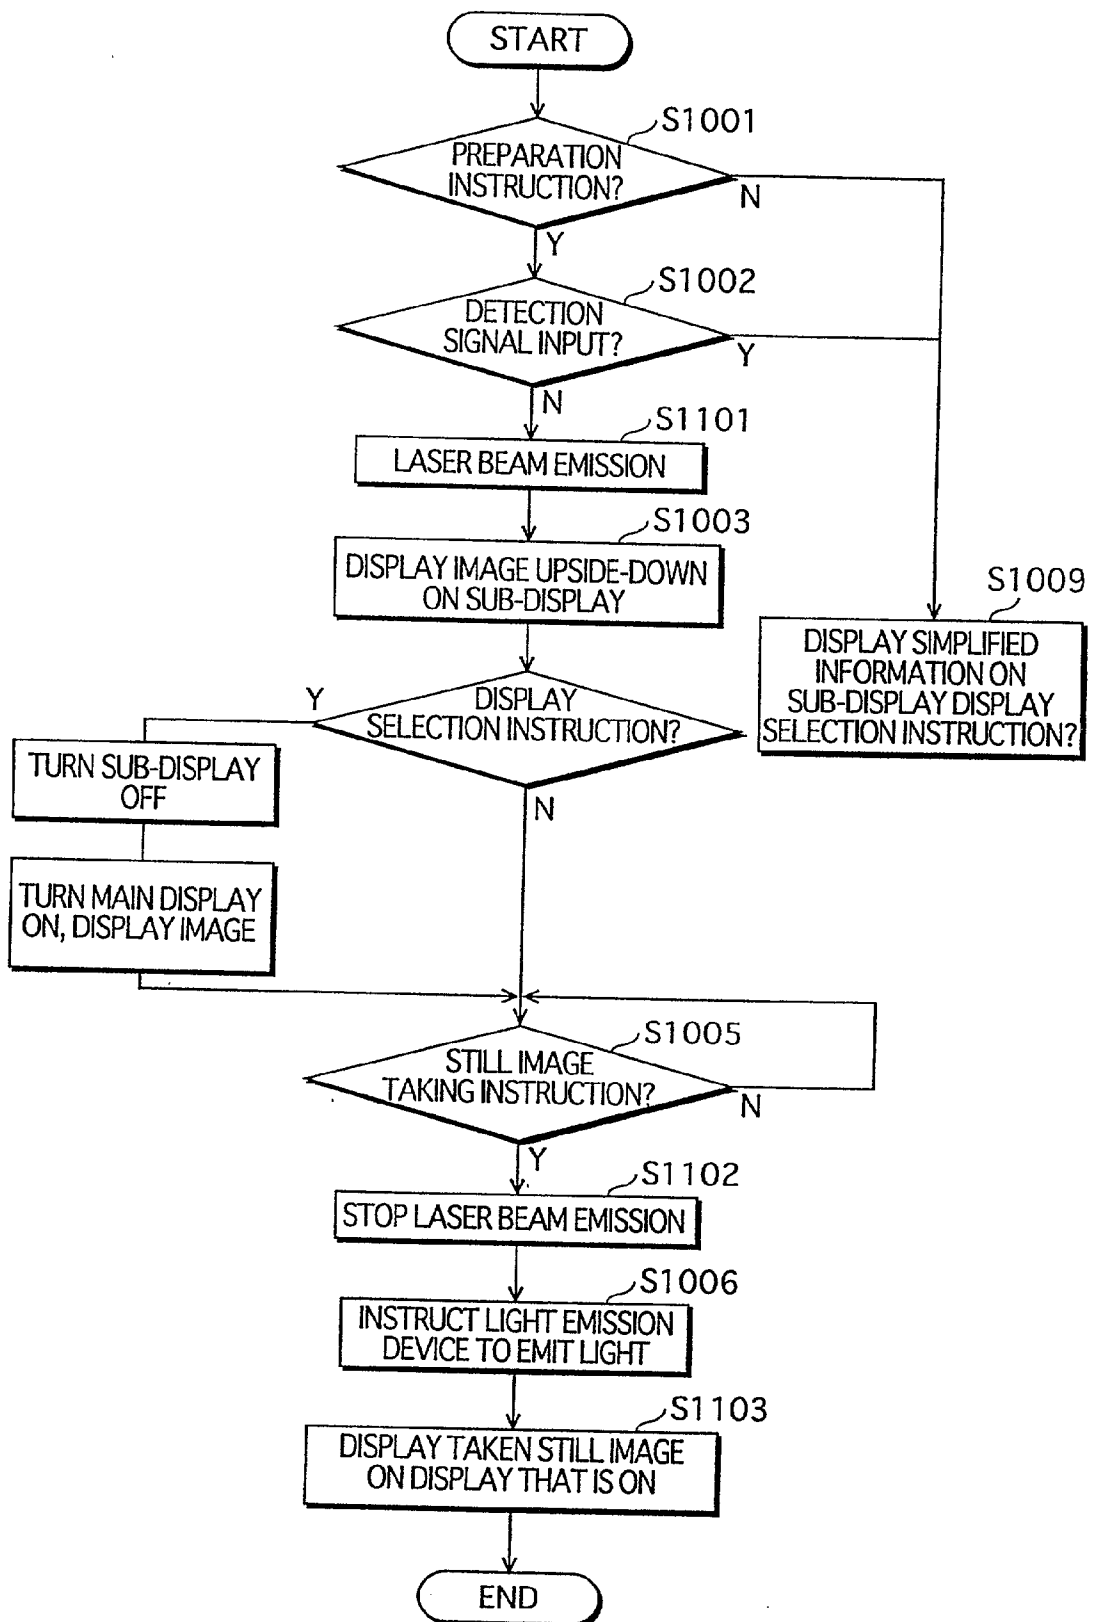 START
S1001
PREPARATION
INSTRUCTION?
N
Y
S1002
DETECTION
SIGNAL INPUT?
Y
N
S1101
LASER BEAM EMISSION
S1003
DISPLAY IMAGE UPSIDE-DOWN
ON SUB-DISPLAY
S1009
DISPLAY SIMPLIFIED
INFORMATION ON
SUB-DISPLAY DISPLAY
SELECTION INSTRUCTION?
DISPLAY
SELECTION INSTRUCTION?
Y
N
TURN SUB-DISPLAY
OFF
TURN MAIN DISPLAY
ON, DISPLAY IMAGE
S1005
STILL IMAGE
TAKING INSTRUCTION?
N
Y
S1102
STOP LASER BEAM EMISSION
S1006
INSTRUCT LIGHT EMISSION
DEVICE TO EMIT LIGHT
S1103
DISPLAY TAKEN STILL IMAGE
ON DISPLAY THAT IS ON
END